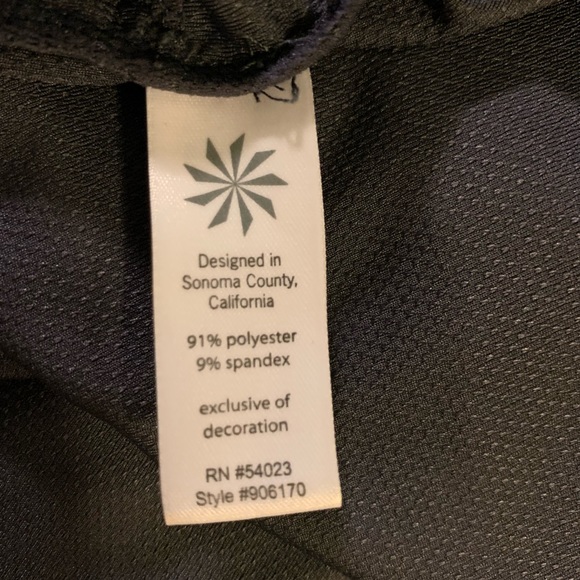 Designed in
Sonoma County,
California
91% polyester
9% spandex
exclusive of
decoration
RN #54023
Style #906170